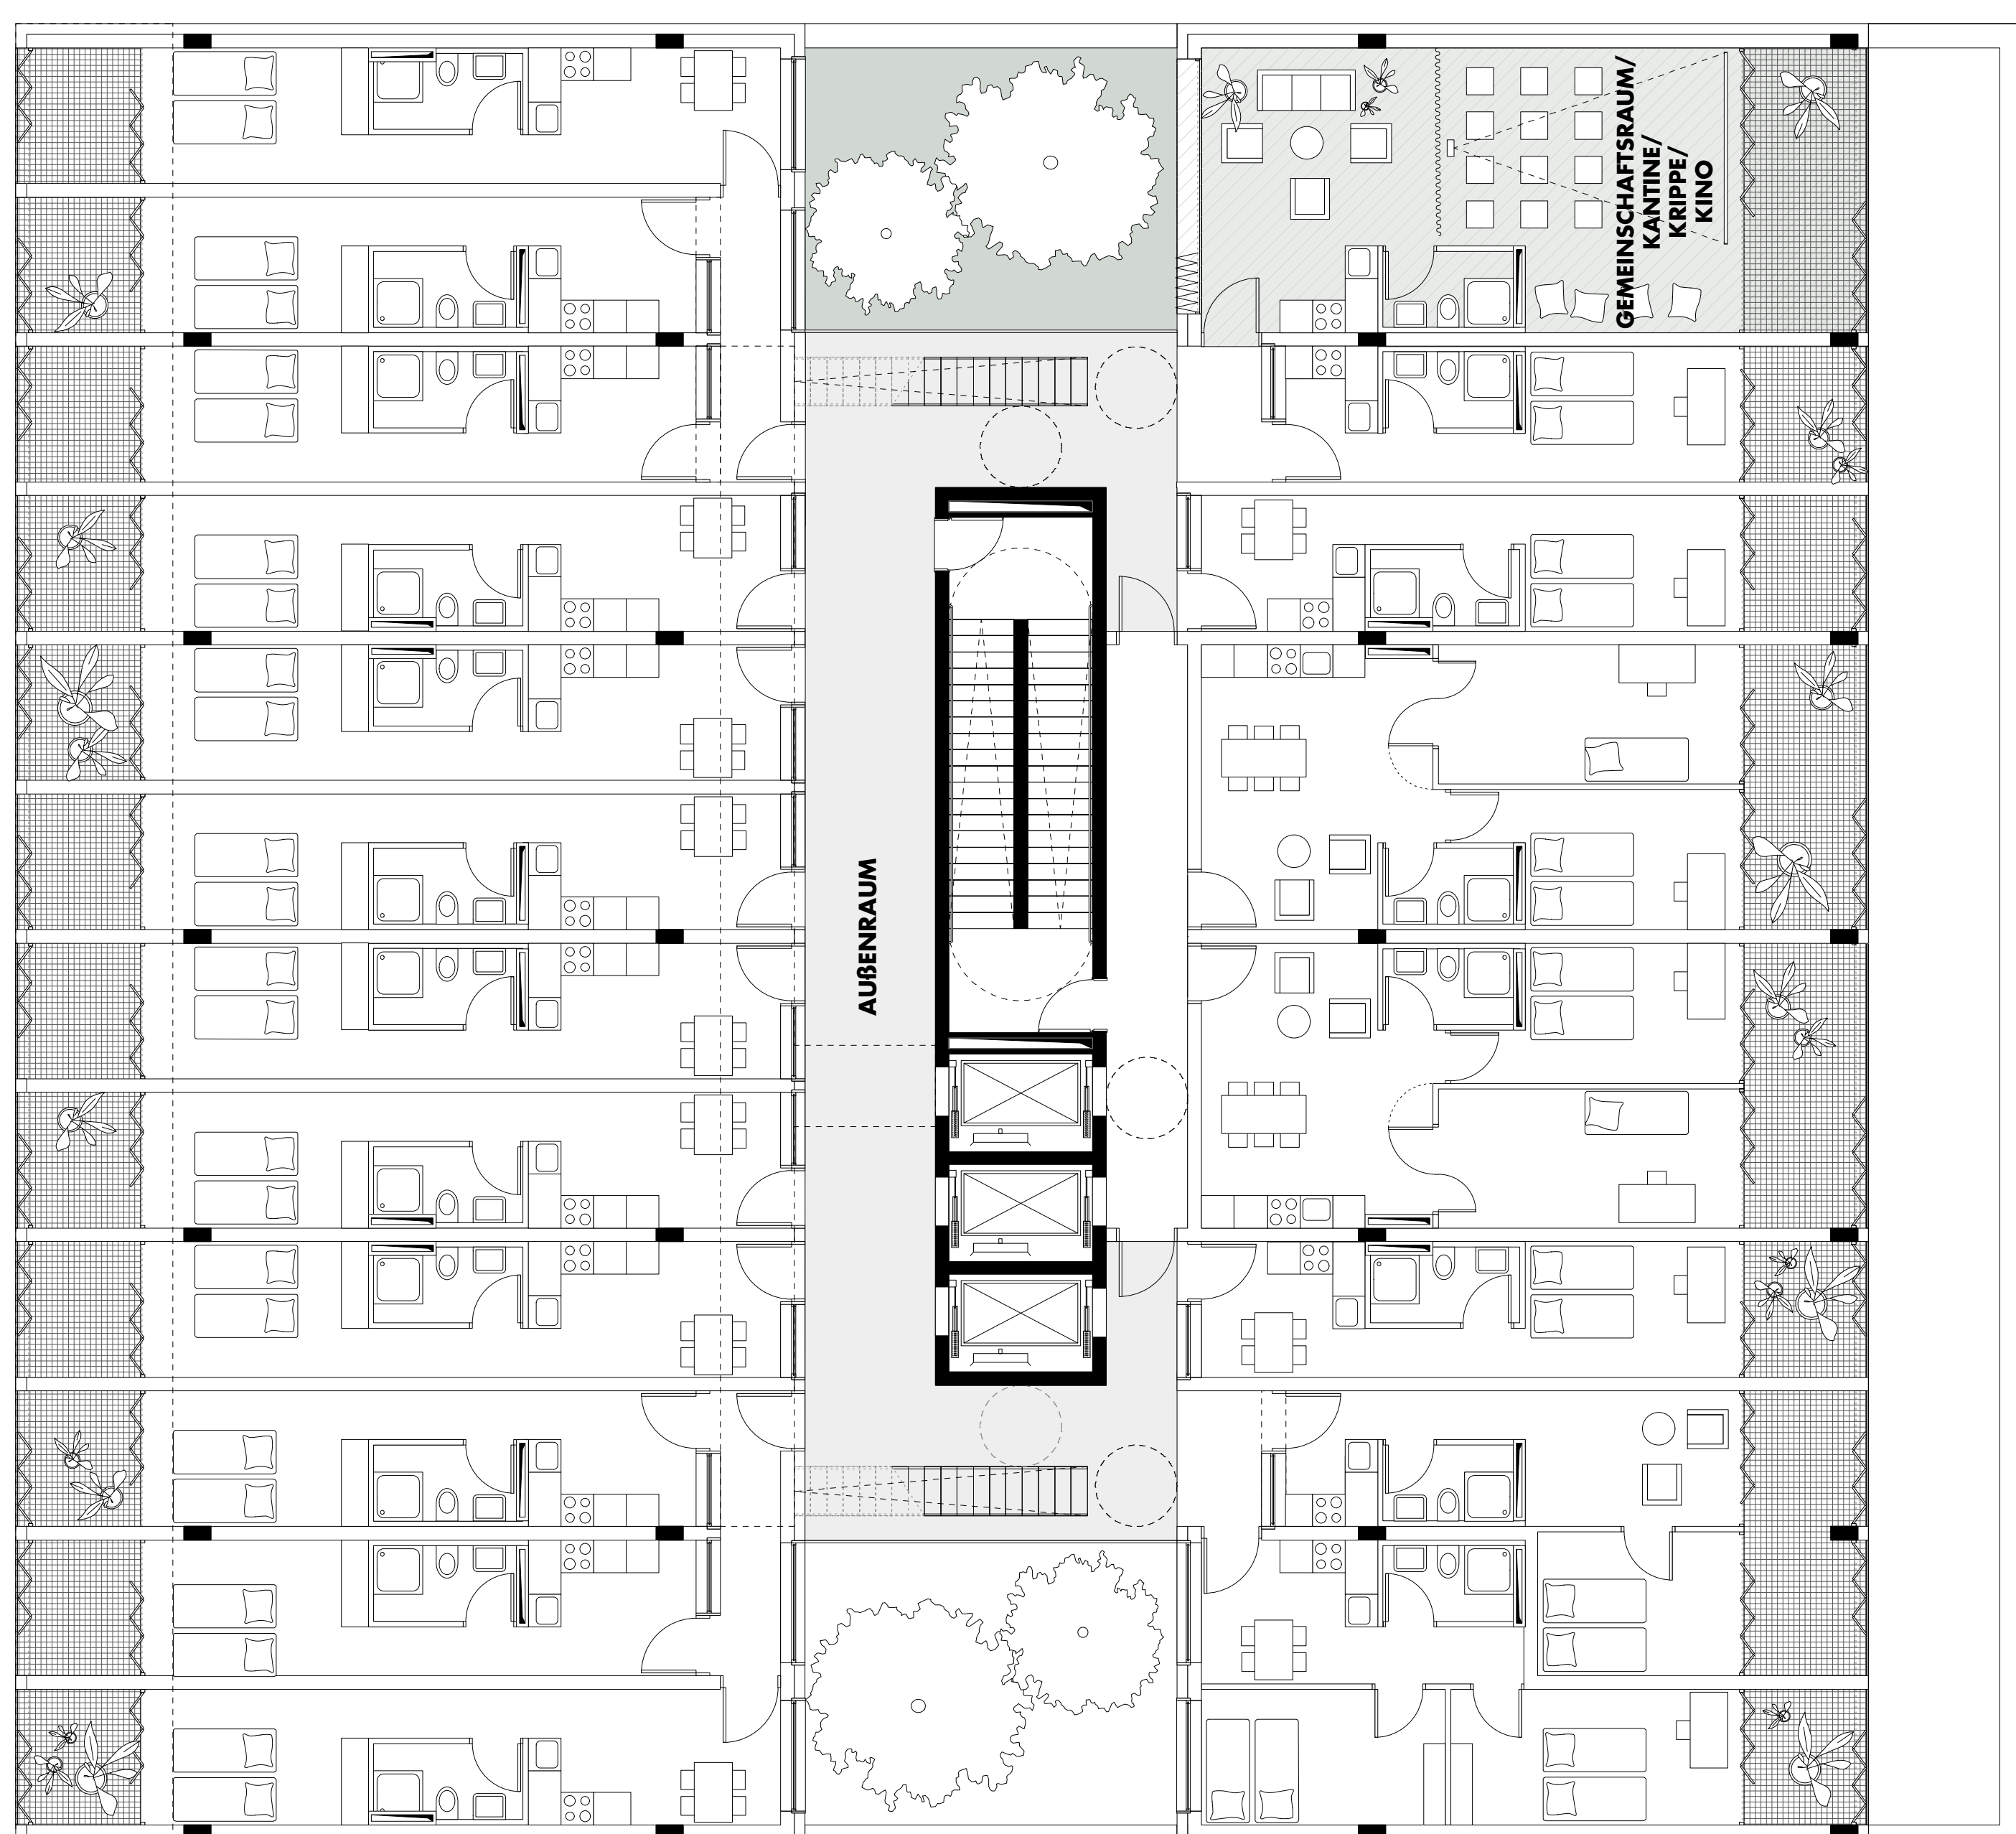 GEMEINSCHAFTSRAUM/
KANTINE/
KRIPPE/
KINO
AUßENRAUM